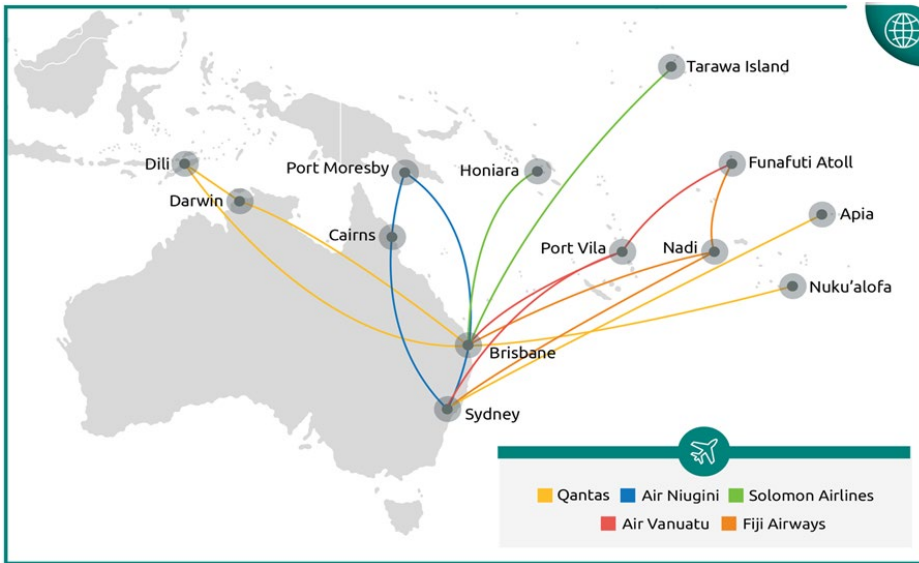 Tarawa Island
Dili
Port Moresby
Honiara
Funafuti Atoll
Darwin
Apia
Cairns
Port Vila
Nadi
Nuku'alofa
Brisbane
Sydney
Qantas
Air Niugini
Solomon Airlines
Air Vanuatu
Fiji Airways